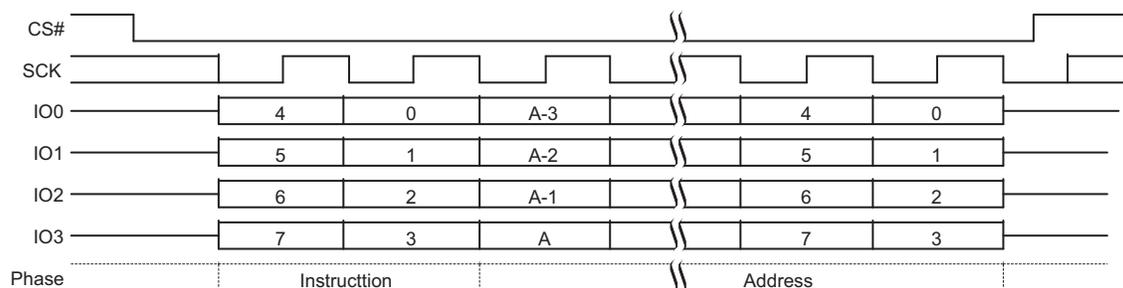 CS#
SCK
IO0 4 0 A-3 4 0
IO1 5 1 A-2 5 1
IO2 6 2 A-1 6 2
IO3 7 3 A 7 3
Phase Instructtion Address